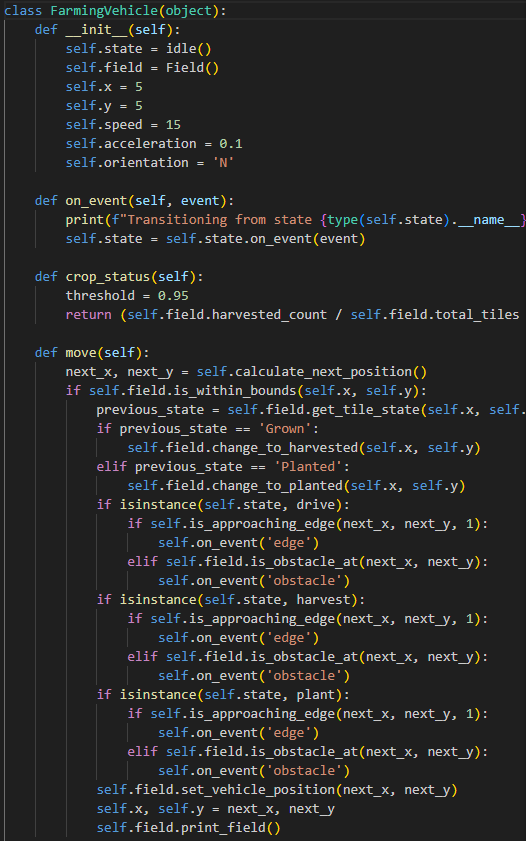 class FarmingVehicle(object):
    def __init__(self):
        self.state = idle()
        self.field = Field()
        self.x = 5
        self.y = 5
        self.speed = 15
        self.acceleration = 0.1
        self.orientation = 'N'
    def on_event(self, event):
        print(f"Transitioning from state {type(self.state).__name__}
        self.state = self.state.on_event(event)
    def crop_status(self):
        threshold = 0.95
        return (self.field.harvested_count / self.field.total_tiles
    def move(self):
        next_x, next_y = self.calculate_next_position()
        if self.field.is_within_bounds(self.x, self.y):
            previous_state = self.field.get_tile_state(self.x, self.
            if previous_state == 'Grown':
                self.field.change_to_harvested(self.x, self.y)
            elif previous_state == 'Planted':
                self.field.change_to_planted(self.x, self.y)
            if isinstance(self.state, drive):
                if self.is_approaching_edge(next_x, next_y, 1):
                    self.on_event('edge')
                elif self.field.is_obstacle_at(next_x, next_y):
                    self.on_event('obstacle')
            if isinstance(self.state, harvest):
                if self.is_approaching_edge(next_x, next_y, 1):
                    self.on_event('edge')
                elif self.field.is_obstacle_at(next_x, next_y):
                    self.on_event('obstacle')
            if isinstance(self.state, plant):
                if self.is_approaching_edge(next_x, next_y, 1):
                    self.on_event('edge')
                elif self.field.is_obstacle_at(next_x, next_y):
                    self.on_event('obstacle')
            self.field.set_vehicle_position(next_x, next_y)
            self.x, self.y = next_x, next_y
            self.field.print_field()